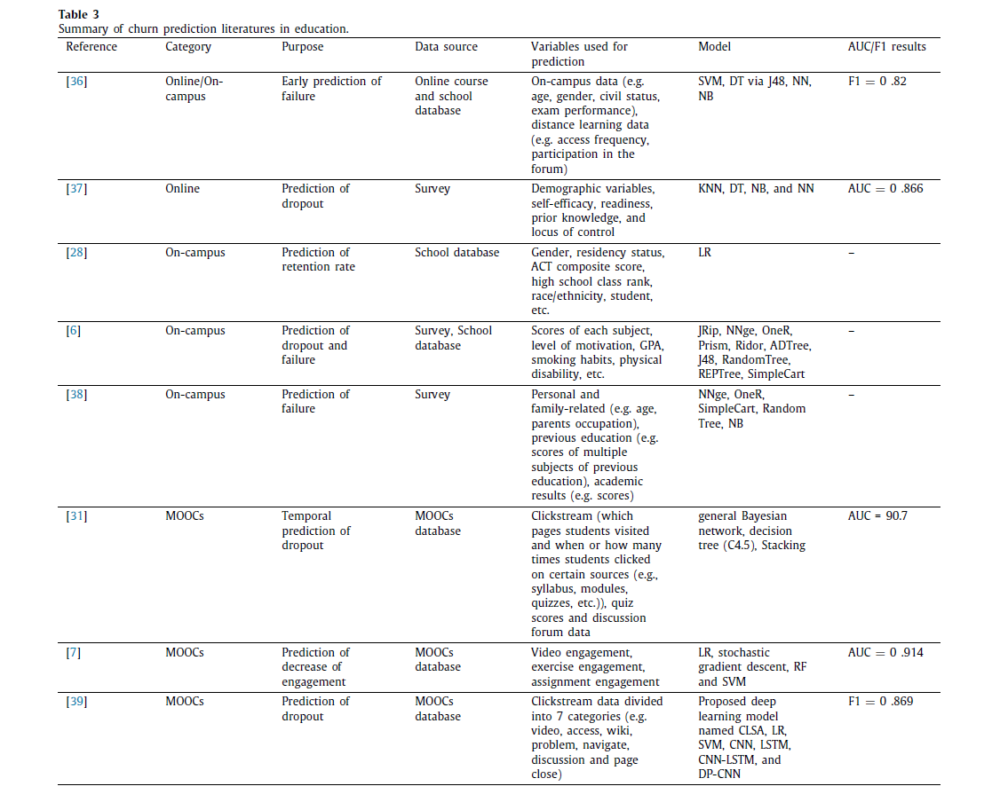 Table 3
Summary of churn prediction literatures in education.
Reference Category Purpose Data source Variables used for Model AUC/F1 results
prediction
[36] Online/On- Early prediction of Online course On-campus data (e.g. SVM, DT via J48, NN, F1 = 0 .82
campus failure and school age, gender, civil status, NB
database exam performance),
distance learning data
(e.g. access frequency,
participation in the
forum)
[37] Online Prediction of Survey Demographic variables, KNN, DT, NB, and NN AUC = 0 .866
dropout self-efficacy, readiness,
prior knowledge, and
locus of control
[28] On-campus Prediction of School database Gender, residency status, LR –
retention rate ACT composite score,
high school class rank,
race/ethnicity, student,
etc.
[6] On-campus Prediction of Survey, School Scores of each subject, JRip, NNge, OneR, –
dropout and database level of motivation, GPA, Prism, Ridor, ADTree,
failure smoking habits, physical J48, RandomTree,
disability, etc. REPTree, SimpleCart
[38] On-campus Prediction of Survey Personal and NNge, OneR, –
failure family-related (e.g. age, SimpleCart, Random
parents occupation), Tree, NB
previous education (e.g.
scores of multiple
subjects of previous
education), academic
results (e.g. scores)
[31] MOOCs Temporal MOOCs Clickstream (which general Bayesian AUC = 90.7
prediction of database pages students visited network, decision
dropout and when or how many tree (C4.5), Stacking
times students clicked
on certain sources (e.g.,
syllabus, modules,
quizzes, etc.)), quiz
scores and discussion
forum data
[7] MOOCs Prediction of MOOCs Video engagement, LR, stochastic AUC = 0 .914
decrease of database exercise engagement, gradient descent, RF
engagement assignment engagement and SVM
[39] MOOCs Prediction of MOOCs Clickstream data divided Proposed deep F1 = 0 .869
dropout database into 7 categories (e.g. learning model
video, access, wiki, named CLSA, LR,
problem, navigate, SVM, CNN, LSTM,
discussion and page CNN-LSTM, and
close) DP-CNN